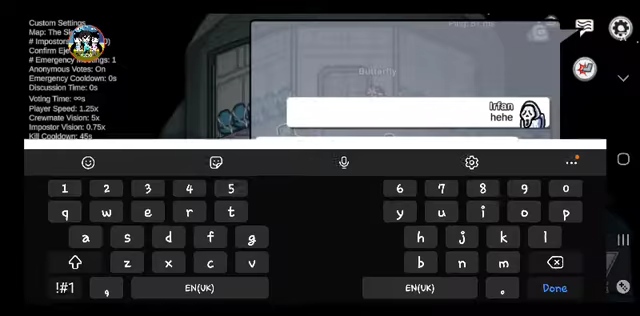 Custom Settings
Map: The
# Impostors
Confirm
# Emergency Meetings: 1
Anonymous Votes: On
Emergency Cooldown: 0s
Discussion Time: 0s
Voting Time: ∞s
Player Speed: 1.25x
Crewmate Vision: 5x
Impostor Vision: 0.75x
Kill Cooldown: 45s
Butterfly
Irfan
hehe
1 2 3 4 5 6 7 8 9 0
q w e r t y u i o p
a s d f g h j k l
z x c v b n m
!#1 , EN(UK) EN(UK) . Done